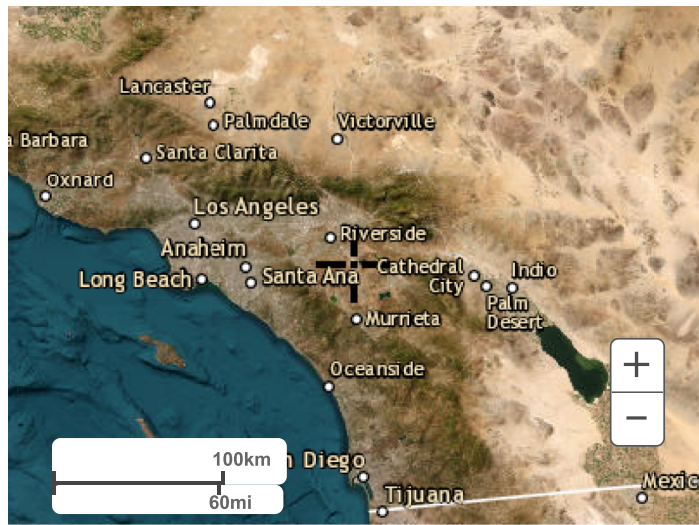 Lancaster
Palmdale
Victorville
a Barbara
Santa Clarita
Oxnard
Los Angeles
Riverside
Anaheim
Cathedral
City
Indio
Long Beach
Santa Ana
Palm
Desert
Murrieta
Oceanside
+
−
100km
60mi
n Diego
Tijuana
Mexic